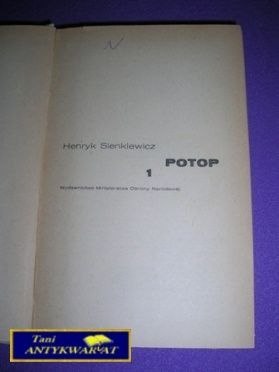 Henryk Sienkiewicz
POTOP
1
Wydawnictwo Ministerstwa Obrony Narodowej
Tani
ANTYKWARIAT